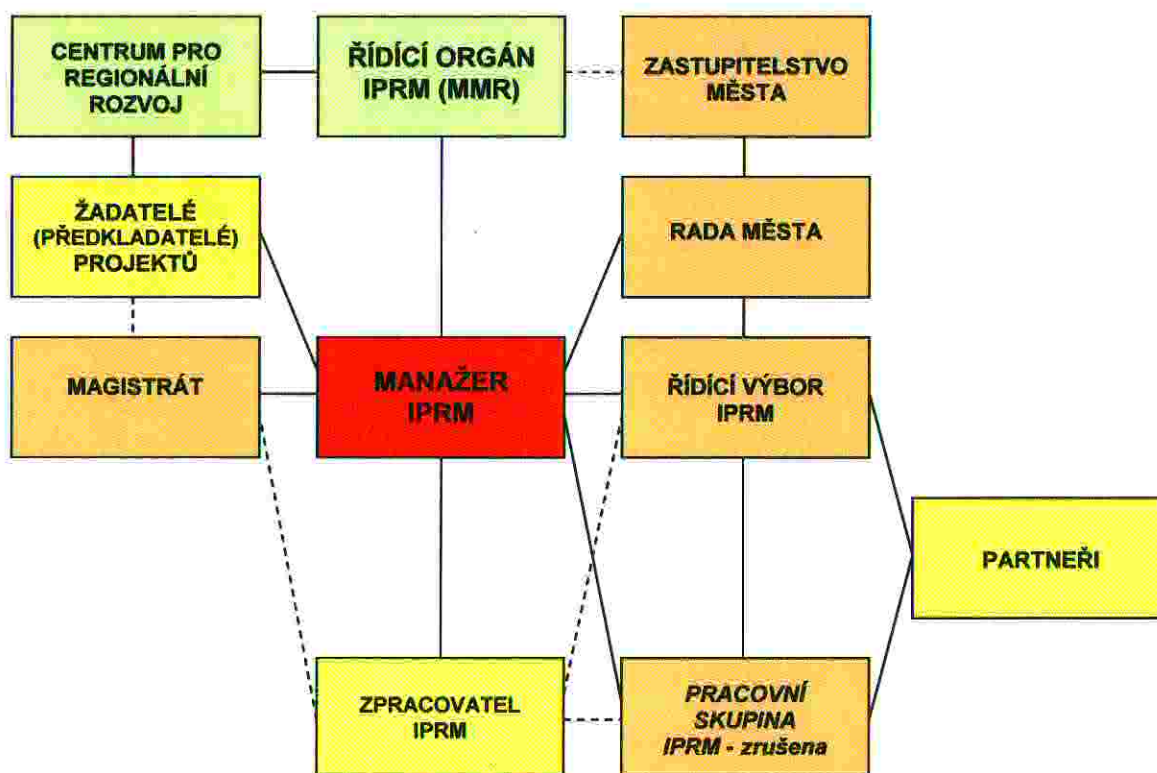 CENTRUM PRO
REGIONÁLNÍ
ROZVOJ
ŘÍDÍCÍ ORGÁN
IPRM (MMR)
ZASTUPITELSTVO
MĚSTA
ŽADATELÉ
(PŘEDKLADATELÉ)
PROJEKTŮ
RADA MĚSTA
MAGISTRÁT
MANAŽER
IPRM
ŘÍDÍCÍ VÝBOR
IPRM
PARTNEŘI
ZPRACOVATEL
IPRM
PRACOVNÍ
SKUPINA
IPRM - zrušena